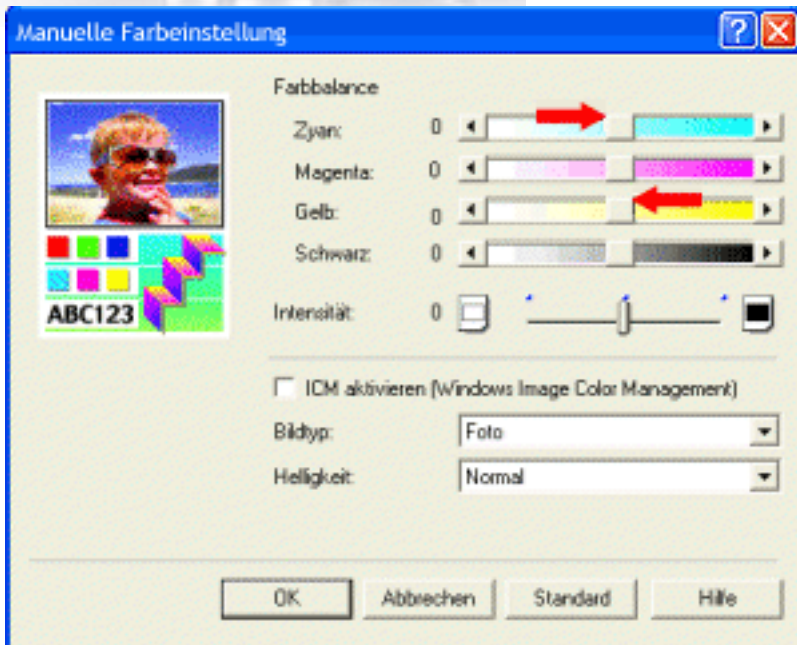 Manuelle Farbeinstellung
Farbbalance
Zyan: 0
Magenta: 0
Gelb: 0
Schwarz: 0
Intensität: 0
ABC123
ICM aktivieren (Windows Image Color Management)
Bildtyp: Foto
Helligkeit: Normal
OK Abbrechen Standard Hilfe